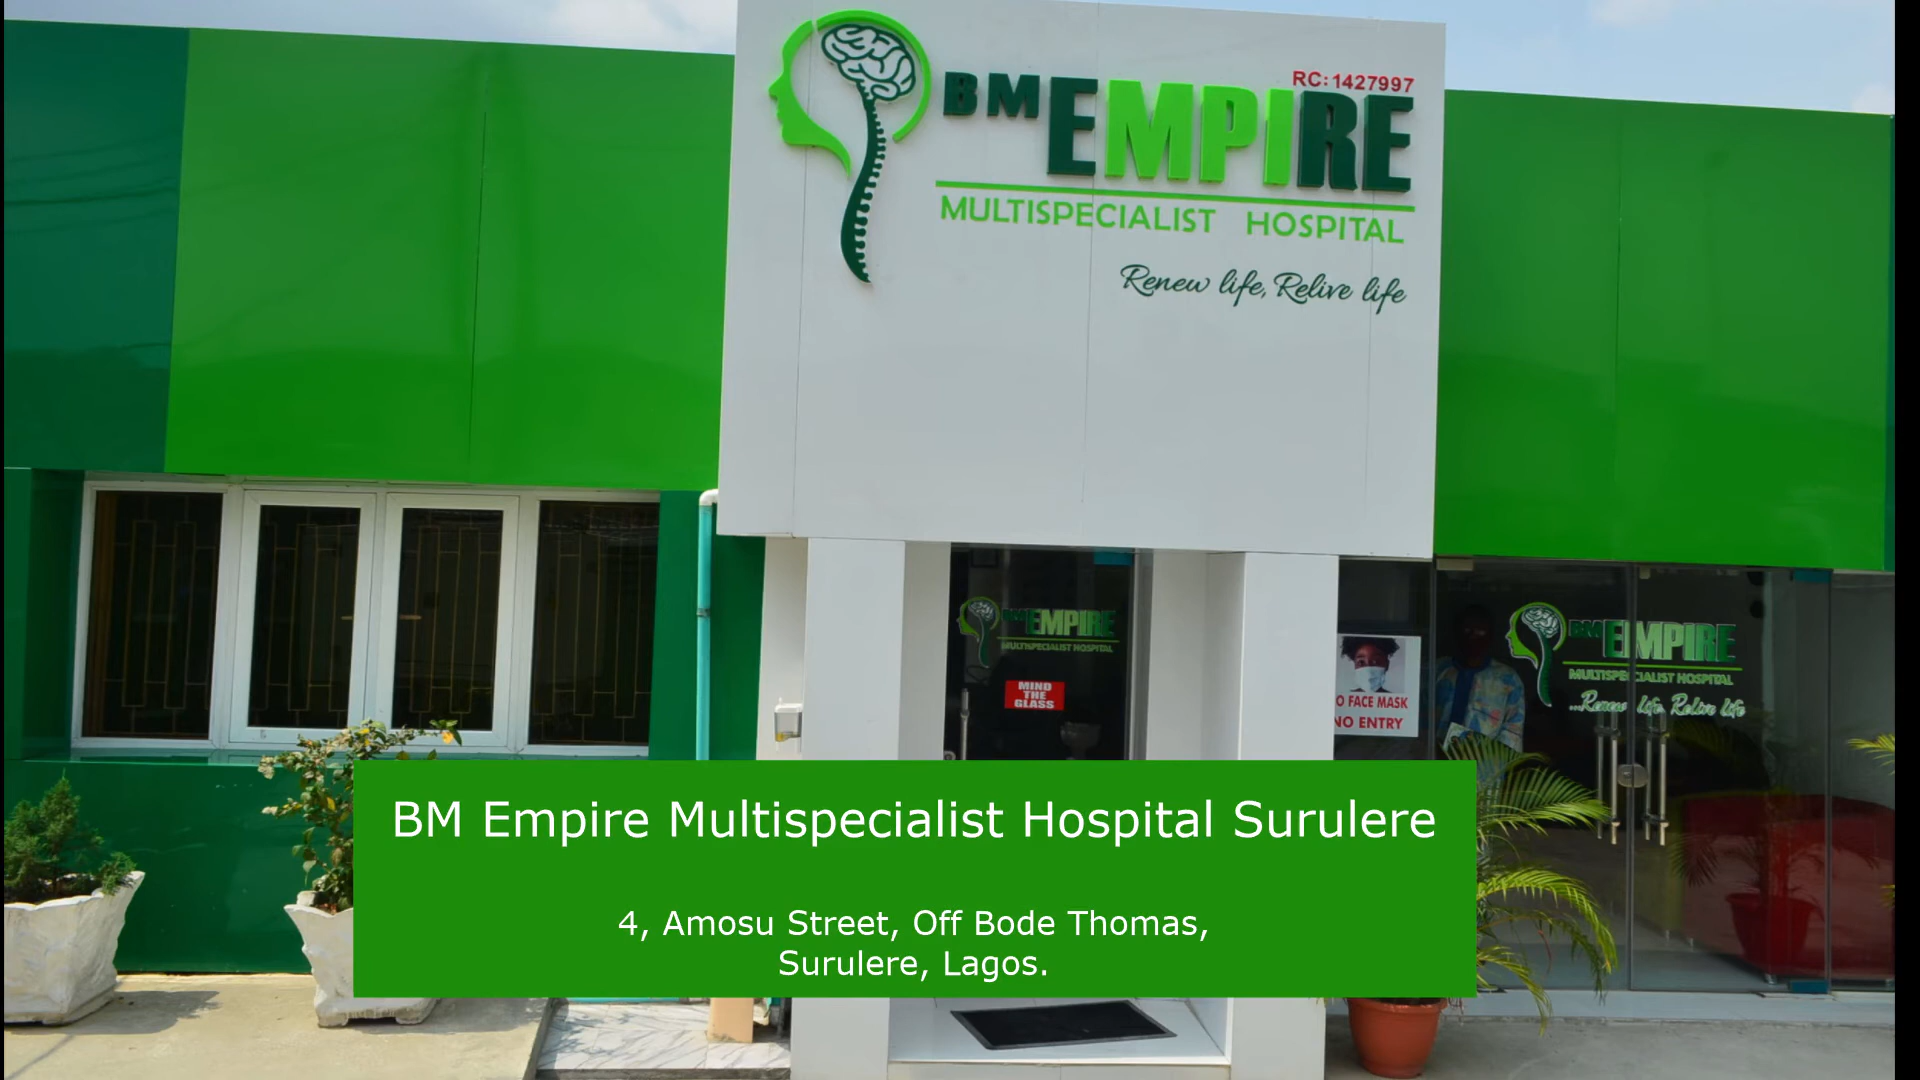 RC: 1427997
BM EMPIRE
MULTISPECIALIST HOSPITAL
Renew life, Relive life
BM EMPIRE
MULTISPECIALIST HOSPITAL
MIND
THE
GLASS
O FACE MASK
NO ENTRY
BM EMPIRE
MULTISPECIALIST HOSPITAL
...Renew life, Relive life
BM Empire Multispecialist Hospital Surulere
4, Amosu Street, Off Bode Thomas,
Surulere, Lagos.